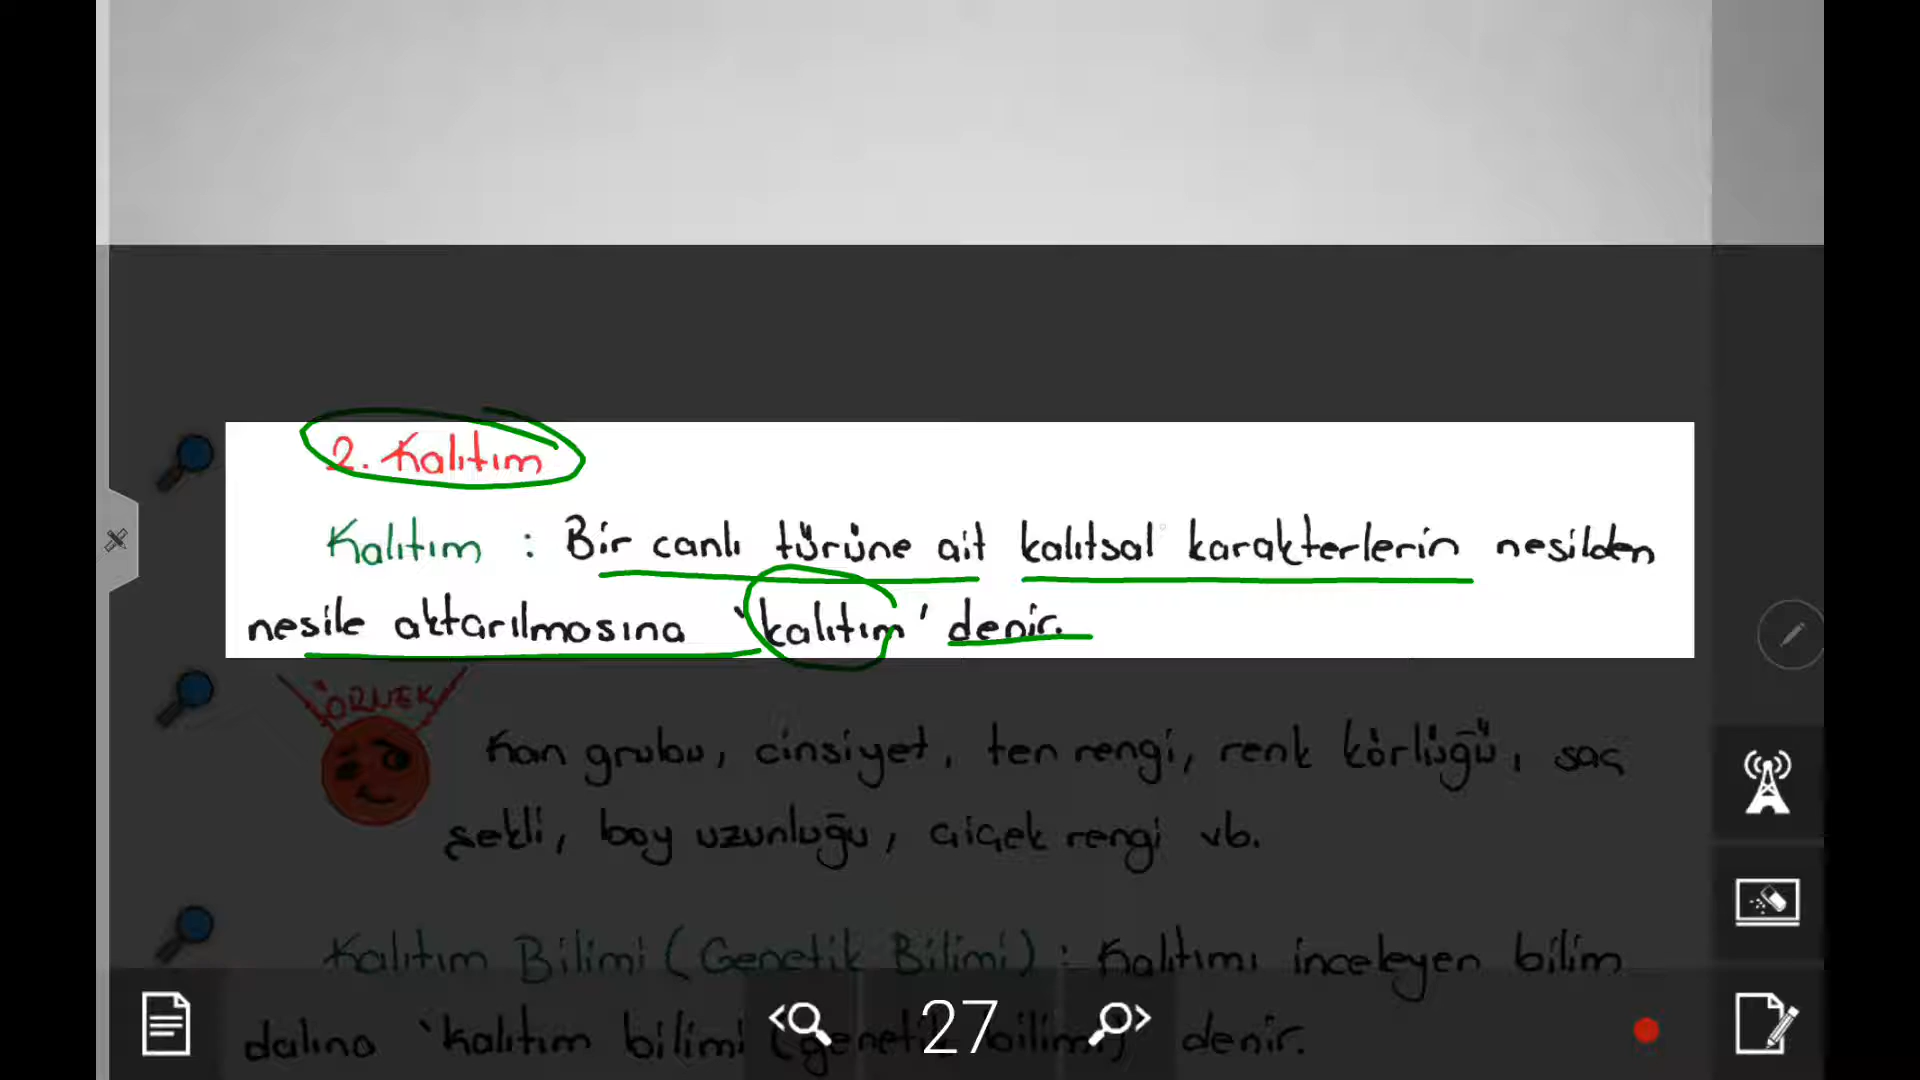 2. Kalıtım
Kalıtım : Bir canlı türüne ait kalıtsal karakterlerin nesilden
nesile aktarılmasına 'kalıtım' denir.
ÖRNEK
Kan grubu, cinsiyet, ten rengi, renk körlüğü, saç
şekli, boy uzunluğu, çiçek rengi vb.
Kalıtım Bilimi (Genetik Bilimi) : Kalıtımı inceleyen bilim
dalına 'kalıtım bilimi (genetik bilimi) denir.
27